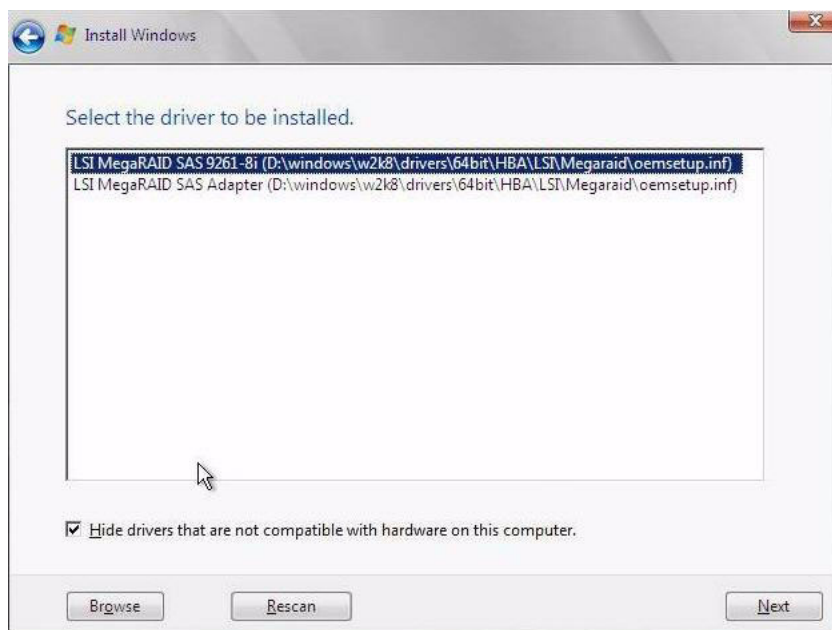 Install Windows
Select the driver to be installed.
LSI MegaRAID SAS 9261-8i (D:\windows\w2k8\drivers\64bit\HBA\LSI\Megaraid\oemsetup.inf)
LSI MegaRAID SAS Adapter (D:\windows\w2k8\drivers\64bit\HBA\LSI\Megaraid\oemsetup.inf)
Hide drivers that are not compatible with hardware on this computer.
Browse Rescan Next